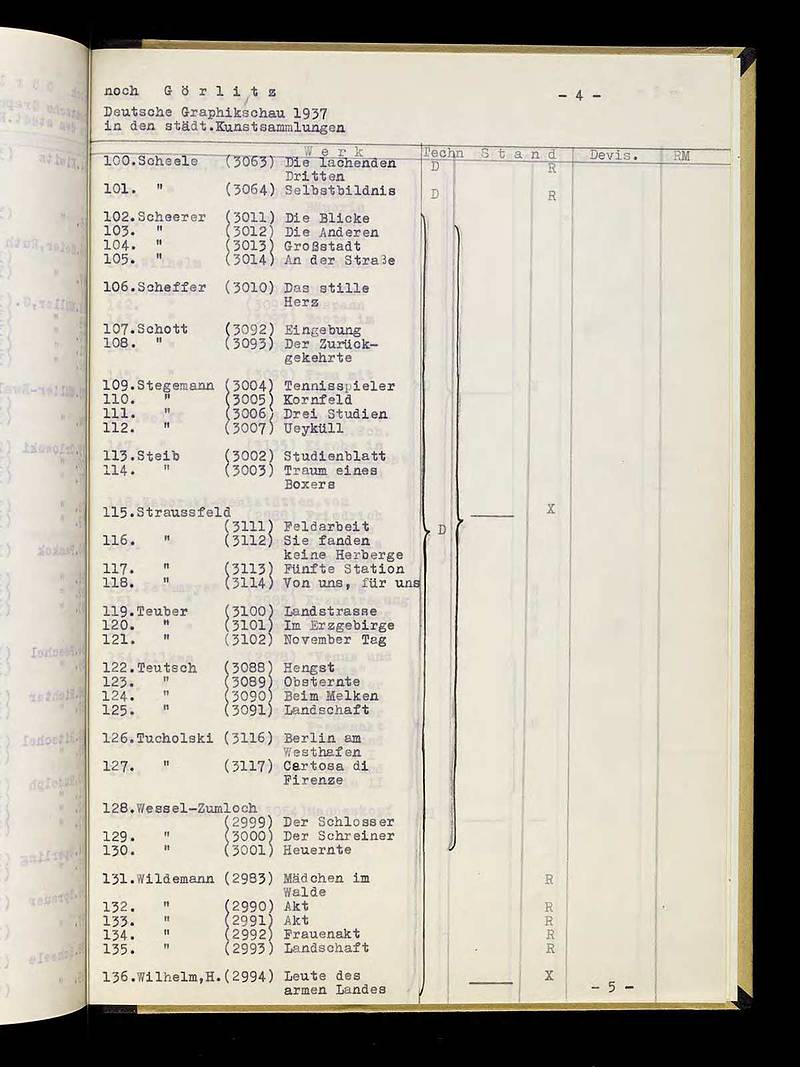 noch G ö r l i t z - 4 -
Deutsche Graphikschau 1937
in den städt.Kunstsammlungen
W e r k Techn S t a n d Devis. RM
100.Scheele (3063) Die lachenden D R
Dritten
101. " (3064) Selbstbildnis D R
102.Scheerer (3011) Die Blicke
103. " (3012) Die Anderen
104. " (3013) Großstadt
105. " (3014) An der Straße
106.Scheffer (3010) Das stille
Herz
107.Schott (3092) Eingebung
108. " (3093) Der Zurück-
gekehrte
109.Stegemann (3004) Tennisspieler
110. " (3005) Kornfeld
111. " (3006) Drei Studien
112. " (3007) Ueyküll
113.Steib (3002) Studienblatt
114. " (3003) Traum eines
Boxers
115.Straussfeld X
(3111) Feldarbeit D
116. " (3112) Sie fanden
keine Herberge
117. " (3113) Fünfte Station
118. " (3114) Von uns, für uns
119.Teuber (3100) Landstrasse
120. " (3101) Im Erzgebirge
121. " (3102) November Tag
122.Teutsch (3088) Hengst
123. " (3089) Obsternte
124. " (3090) Beim Melken
125. " (3091) Landschaft
126.Tucholski (3116) Berlin am
Westhafen
127. " (3117) Certosa di
Firenze
128.Wessel-Zumloch
(2999) Der Schlosser
129. " (3000) Der Schreiner
130. " (3001) Heuernte
131.Wildemann (2983) Mädchen im R
Walde
132. " (2990) Akt R
133. " (2991) Akt R
134. " (2992) Frauenakt R
135. " (2993) Landschaft R
136.Wilhelm,H.(2994) Leute des X
armen Landes - 5 -